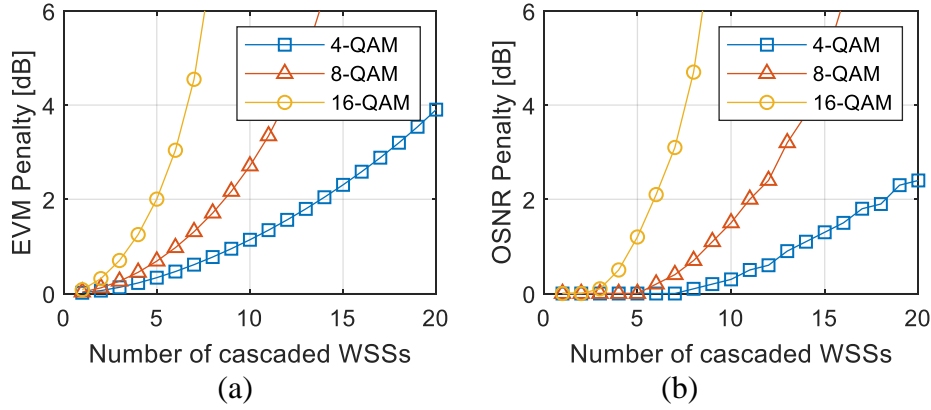 EVM Penalty [dB]
6
4
2
0
0
5
10
15
20
4-QAM
8-QAM
16-QAM
Number of cascaded WSSs
(a)
OSNR Penalty [dB]
6
4
2
0
0
5
10
15
20
4-QAM
8-QAM
16-QAM
Number of cascaded WSSs
(b)